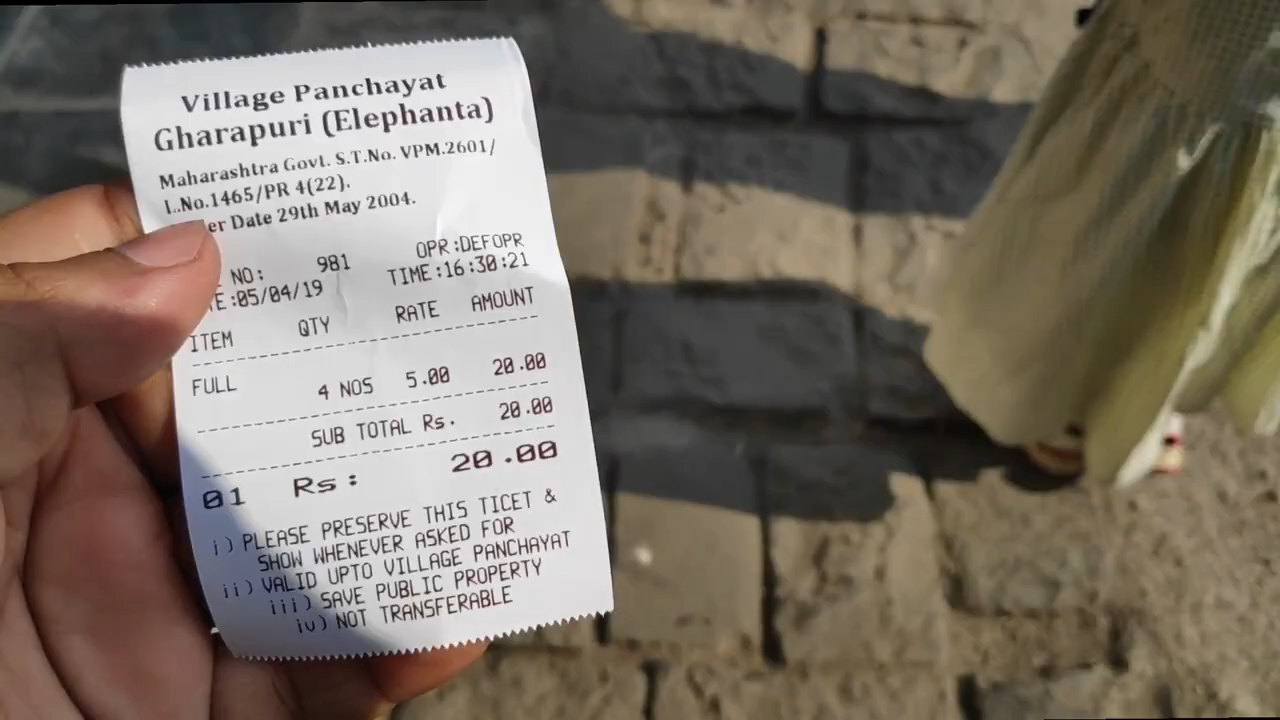 Village Panchayat
Gharapuri (Elephanta)
Maharashtra Govt. S.T.No. VPM.2601/
L.No.1465/PR 4(22).
Date 29th May 2004.
NO: 981 OPR:DEFOPR
:05/04/19 TIME:16:30:21
ITEM QTY RATE AMOUNT
FULL 4 NOS 5.00 20.00
SUB TOTAL Rs. 20.00
01 Rs: 20.00
i) PLEASE PRESERVE THIS TICET &
SHOW WHENEVER ASKED FOR
ii) VALID UPTO VILLAGE PANCHAYAT
iii) SAVE PUBLIC PROPERTY
iv) NOT TRANSFERABLE